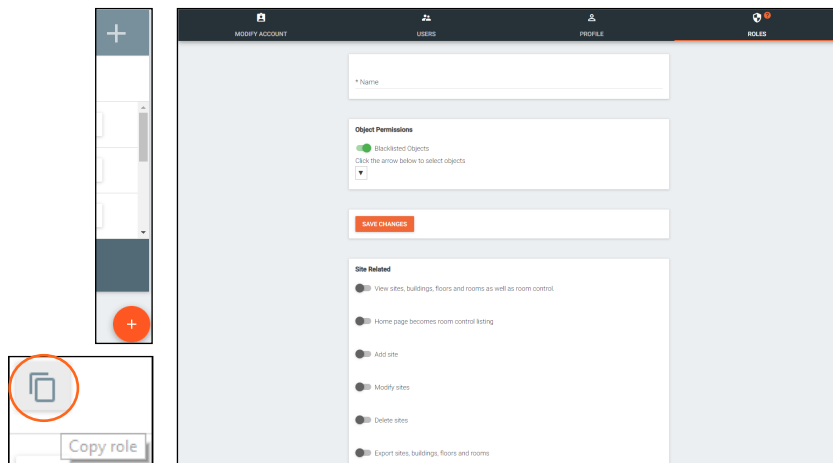 MODIFY ACCOUNT
USERS
PROFILE
ROLES
* Name
Object Permissions
Blacklisted Objects
Click the arrow below to select objects
SAVE CHANGES
Site Related
View sites, buildings, floors and rooms as well as room control
Home page becomes room control listing
Add site
Modify sites
Delete sites
Export sites, buildings, floors and rooms
Copy role